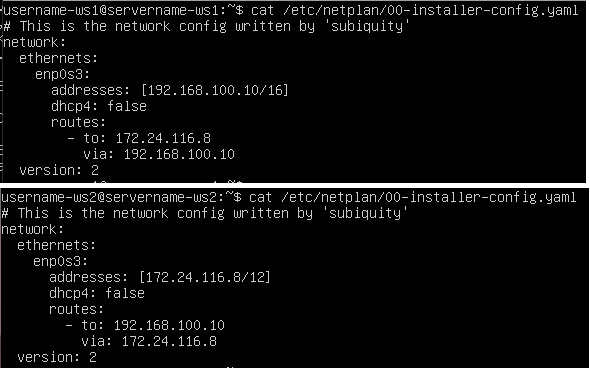 username-ws1@servername-ws1:~$ cat /etc/netplan/00-installer-config.yaml
# This is the network config written by 'subiquity'
network:
  ethernets:
    enp0s3:
      addresses: [192.168.100.10/16]
      dhcp4: false
      routes:
        - to: 172.24.116.8
          via: 192.168.100.10
  version: 2
username-ws2@servername-ws2:~$ cat /etc/netplan/00-installer-config.yaml
# This is the network config written by 'subiquity'
network:
  ethernets:
    enp0s3:
      addresses: [172.24.116.8/12]
      dhcp4: false
      routes:
        - to: 192.168.100.10
          via: 172.24.116.8
  version: 2